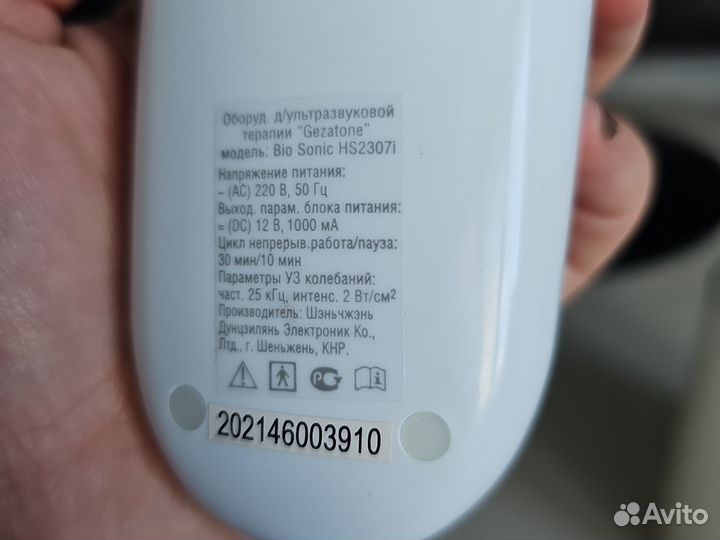 Оборуд. д/ультразвуковой
терапии "Gezatone"
модель: Bio Sonic HS2307i
Напряжение питания:
~ (AC) 220 В, 50 Гц
Выход. парам. блока питания:
= (DC) 12 В, 1000 мА
Цикл непрерыв.работа/пауза:
30 мин/10 мин
Параметры УЗ колебаний:
част. 25 кГц, интенс. 2 Вт/см²
Производитель: Шэньчжэнь
Дунцзилянь Электроник Ко.,
Лтд., г. Шеньжень, КНР.
202146003910
Avito